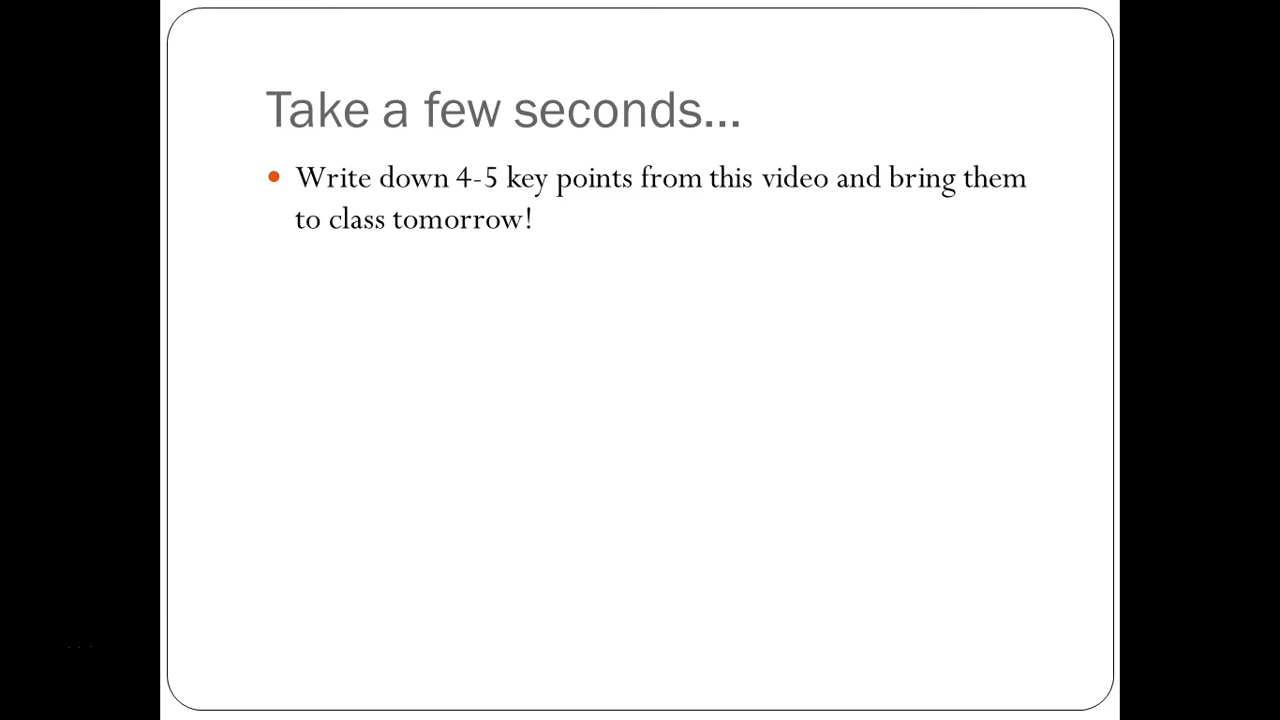 Take a few seconds...
• Write down 4-5 key points from this video and bring them
to class tomorrow!